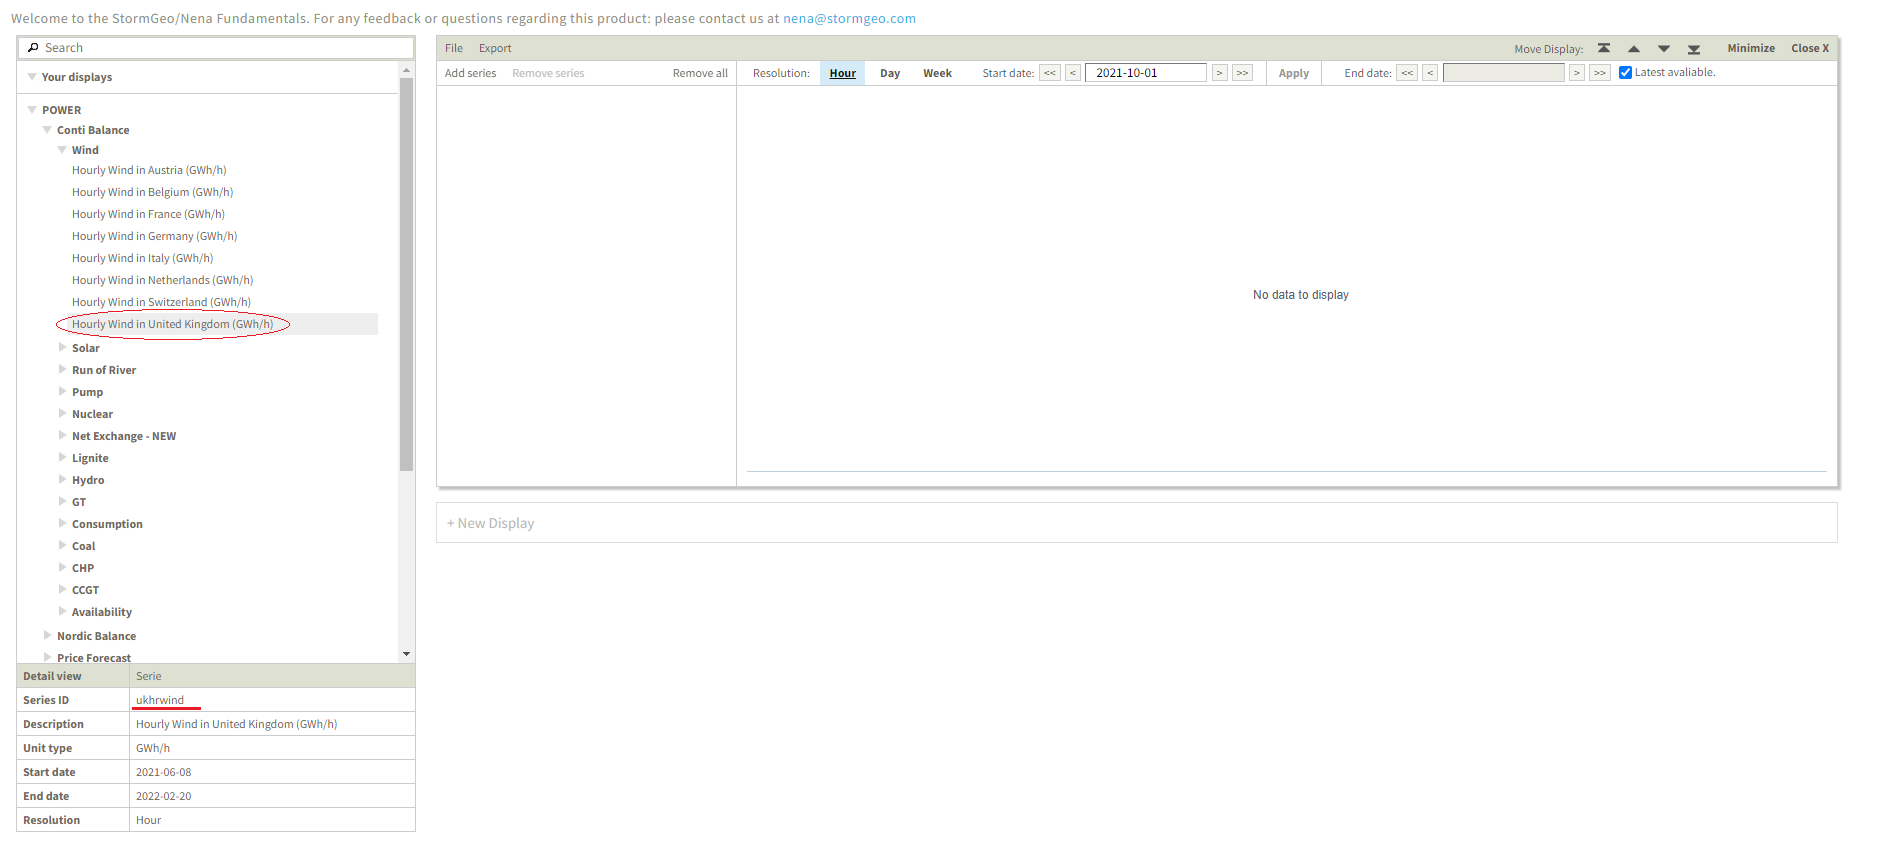 Welcome to the StormGeo/Nena Fundamentals. For any feedback or questions regarding this product: please contact us at nena@stormgeo.com
Search
Your displays
POWER
Conti Balance
Wind
Hourly Wind in Austria (GWh/h)
Hourly Wind in Belgium (GWh/h)
Hourly Wind in France (GWh/h)
Hourly Wind in Germany (GWh/h)
Hourly Wind in Italy (GWh/h)
Hourly Wind in Netherlands (GWh/h)
Hourly Wind in Switzerland (GWh/h)
Hourly Wind in United Kingdom (GWh/h)
Solar
Run of River
Pump
Nuclear
Net Exchange - NEW
Lignite
Hydro
GT
Consumption
Coal
CHP
CCGT
Availability
Nordic Balance
Price Forecast
Detail view Serie
Series ID ukhrwind
Description Hourly Wind in United Kingdom (GWh/h)
Unit type GWh/h
Start date 2021-06-08
End date 2022-02-20
Resolution Hour
File Export Move Display: Minimize Close X
Add series Remove series Remove all Resolution: Hour Day Week Start date: << < 2021-10-01 > >> Apply End date: << < > >> Latest avaliable.
No data to display
+ New Display